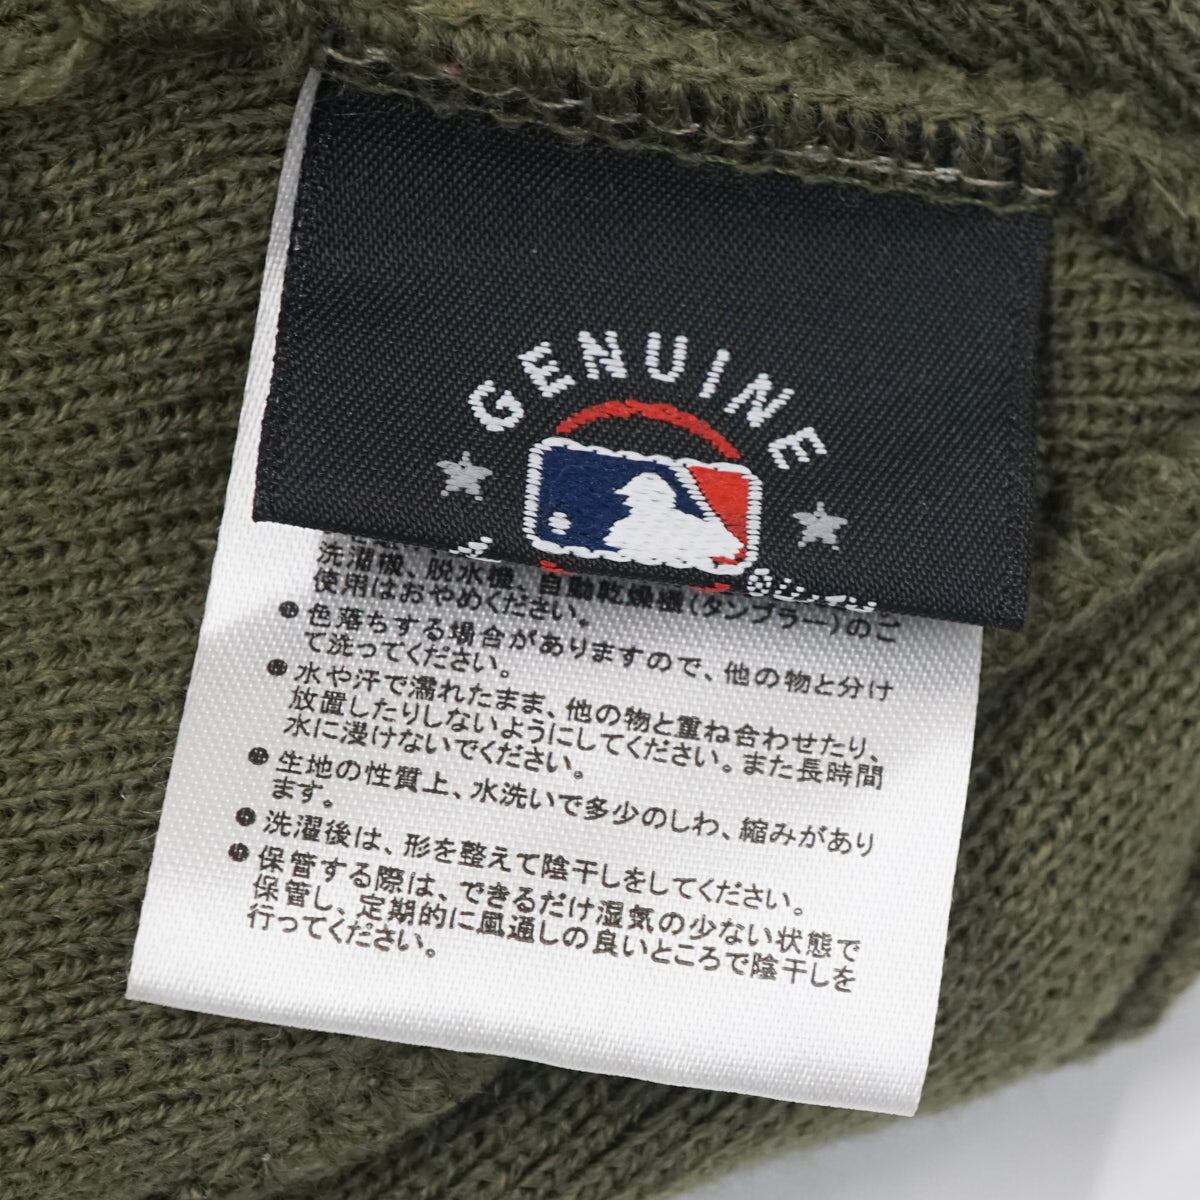 GENUINE
洗濯機、脱水機、自動乾燥機(タンブラー)のご
使用はおやめください。
●色落ちする場合がありますので、他の物と分け
て洗ってください。
●水や汗で濡れたまま、他の物と重ね合わせたり、
放置したりしないようにしてください。また長時間
水に浸けないでください。
●生地の性質上、水洗いで多少のしわ、縮みがあり
ます。
●洗濯後は、形を整えて陰干しをしてください。
●保管する際は、できるだけ湿気の少ない状態で
保管し、定期的に風通しの良いところで陰干しを
行ってください。